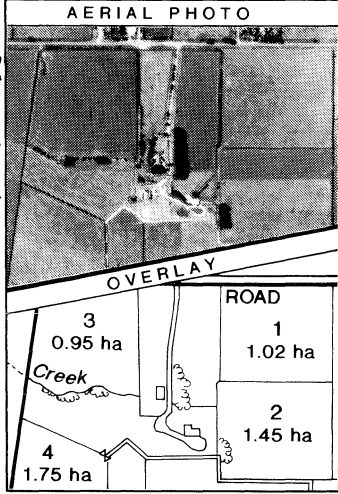 AERIAL PHOTO
OVERLAY
ROAD
3
0.95 ha
1
1.02 ha
Creek
2
1.45 ha
4
1.75 ha